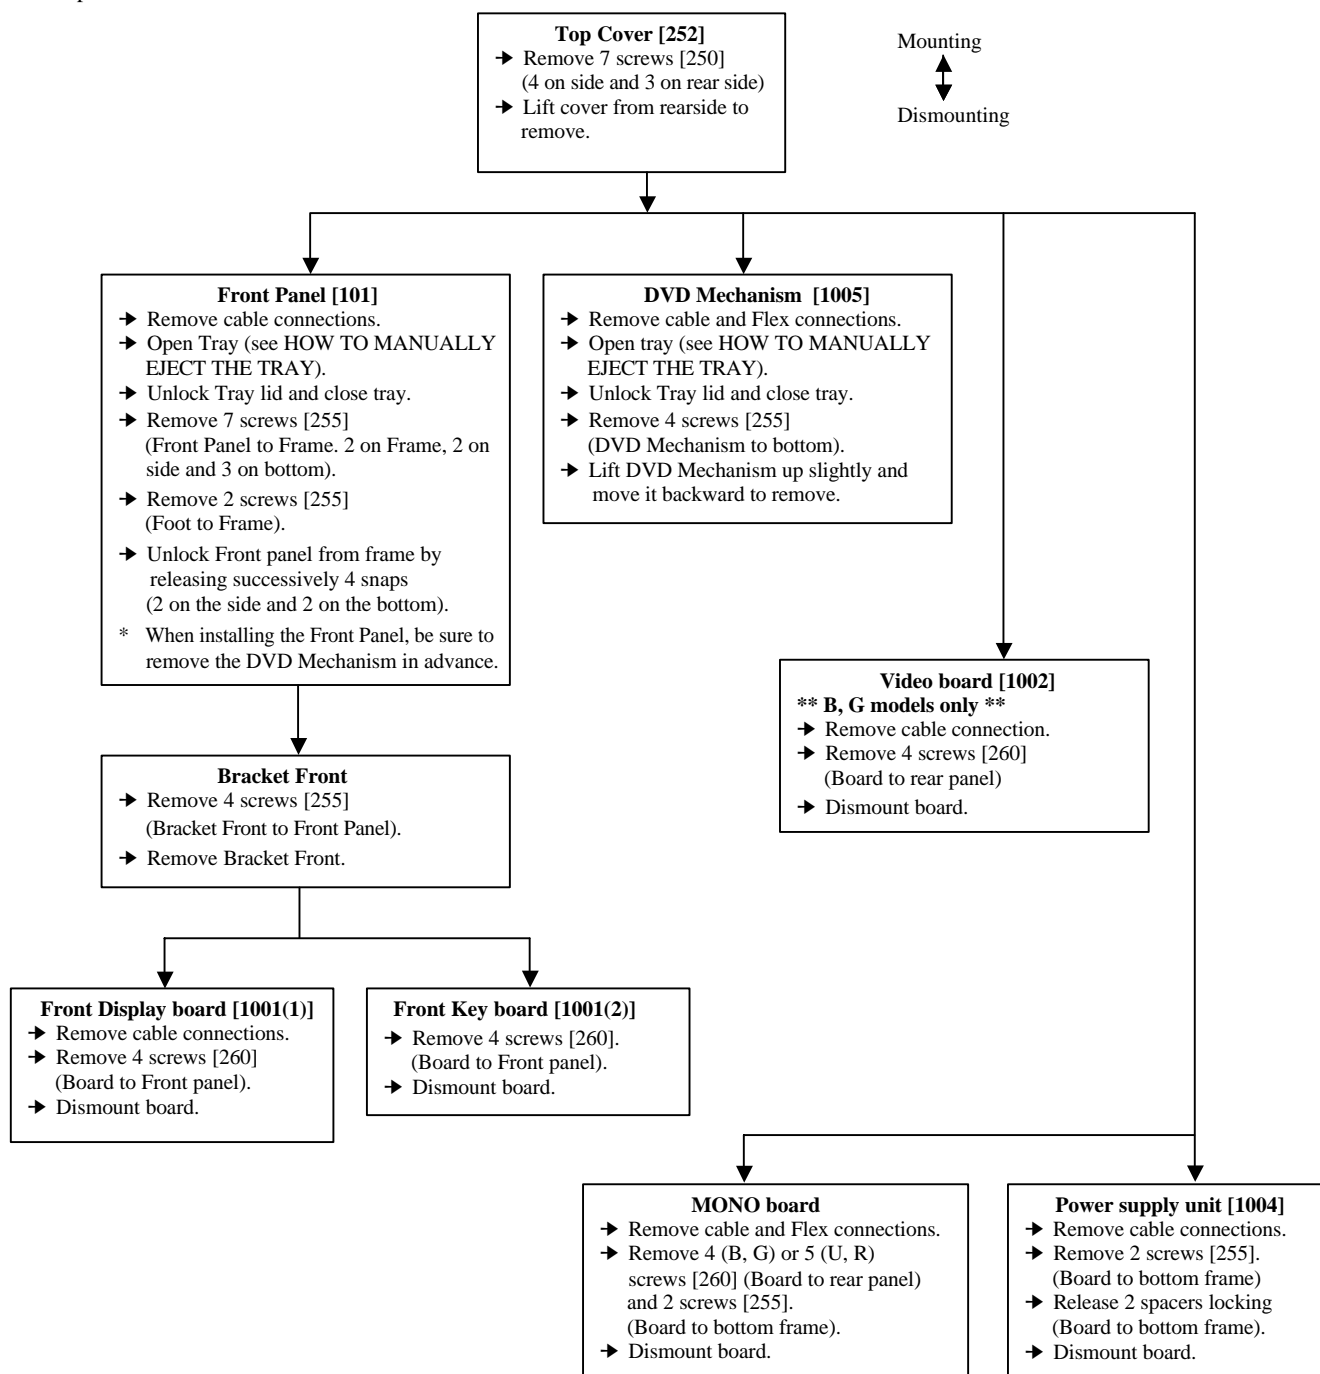 Top Cover [252]
→ Remove 7 screws [250]
(4 on side and 3 on rear side)
→ Lift cover from rearside to
remove.
Mounting
Dismounting
Front Panel [101]
→ Remove cable connections.
→ Open Tray (see HOW TO MANUALLY
EJECT THE TRAY).
→ Unlock Tray lid and close tray.
→ Remove 7 screws [255]
(Front Panel to Frame. 2 on Frame, 2 on
side and 3 on bottom).
→ Remove 2 screws [255]
(Foot to Frame).
→ Unlock Front panel from frame by
releasing successively 4 snaps
(2 on the side and 2 on the bottom).
* When installing the Front Panel, be sure to
remove the DVD Mechanism in advance.
DVD Mechanism [1005]
→ Remove cable and Flex connections.
→ Open tray (see HOW TO MANUALLY
EJECT THE TRAY).
→ Unlock Tray lid and close tray.
→ Remove 4 screws [255]
(DVD Mechanism to bottom).
→ Lift DVD Mechanism up slightly and
move it backward to remove.
Video board [1002]
** B, G models only **
→ Remove cable connection.
→ Remove 4 screws [260]
(Board to rear panel)
→ Dismount board.
Bracket Front
→ Remove 4 screws [255]
(Bracket Front to Front Panel).
→ Remove Bracket Front.
Front Display board [1001(1)]
→ Remove cable connections.
→ Remove 4 screws [260]
(Board to Front panel).
→ Dismount board.
Front Key board [1001(2)]
→ Remove 4 screws [260].
(Board to Front panel).
→ Dismount board.
MONO board
→ Remove cable and Flex connections.
→ Remove 4 (B, G) or 5 (U, R)
screws [260] (Board to rear panel)
and 2 screws [255].
(Board to bottom frame).
→ Dismount board.
Power supply unit [1004]
→ Remove cable connections.
→ Remove 2 screws [255].
(Board to bottom frame)
→ Release 2 spacers locking
(Board to bottom frame).
→ Dismount board.